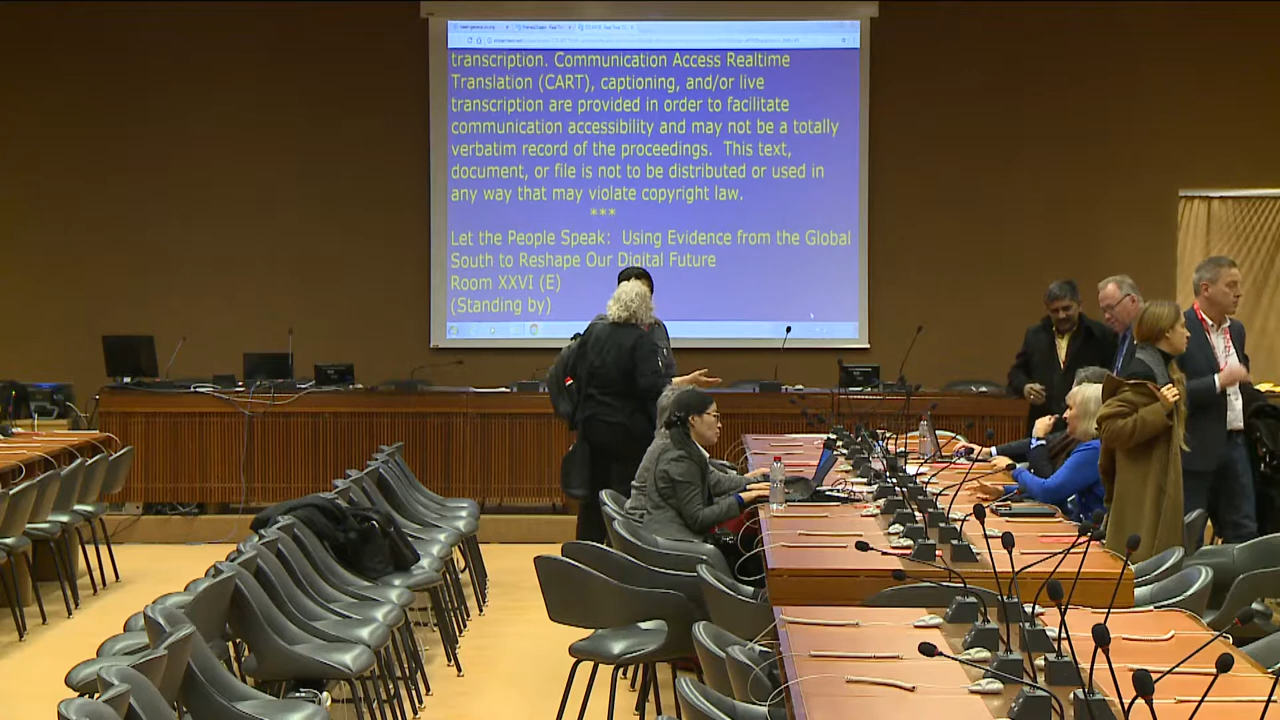 transcription. Communication Access Realtime
Translation (CART), captioning, and/or live
transcription are provided in order to facilitate
communication accessibility and may not be a totally
verbatim record of the proceedings. This text,
document, or file is not to be distributed or used in
any way that may violate copyright law.
***
Let the People Speak: Using Evidence from the Global
South to Reshape Our Digital Future
Room XXVI (E)
(Standing by)